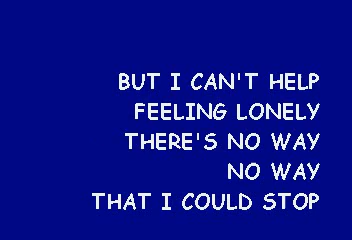 BUT I CAN'T HELP
FEELING LONELY
THERE'S NO WAY
NO WAY
THAT I COULD STOP